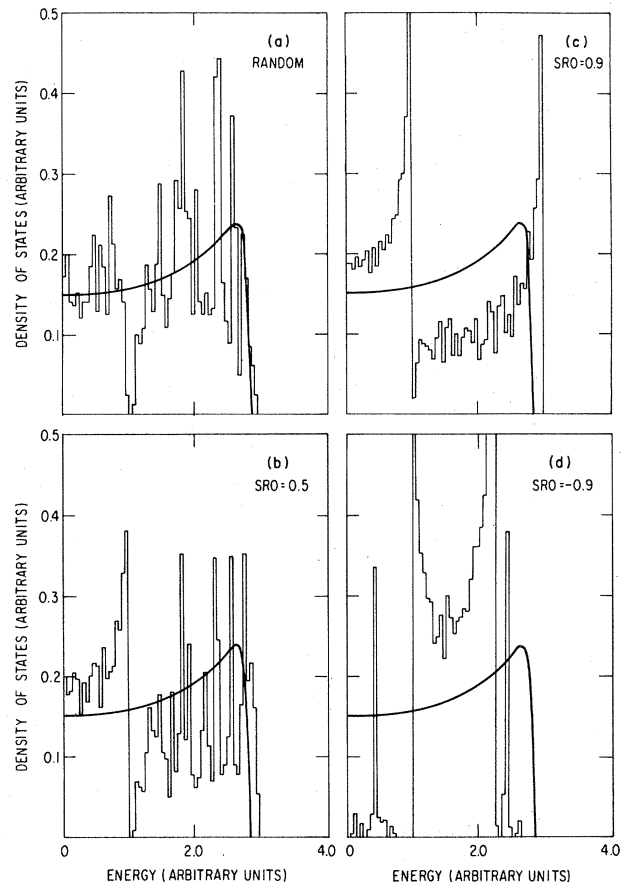 (a)
RANDOM
0.5
0.4
0.3
0.2
0.1
DENSITY OF STATES (ARBITRARY UNITS)
(c)
SRO=0.9
(b)
SRO=0.5
0.5
0.4
0.3
0.2
0.1
DENSITY OF STATES (ARBITRARY UNITS)
0 2.0 4.0
ENERGY (ARBITRARY UNITS)
(d)
SRO=-0.9
0 2.0 4.0
ENERGY (ARBITRARY UNITS)